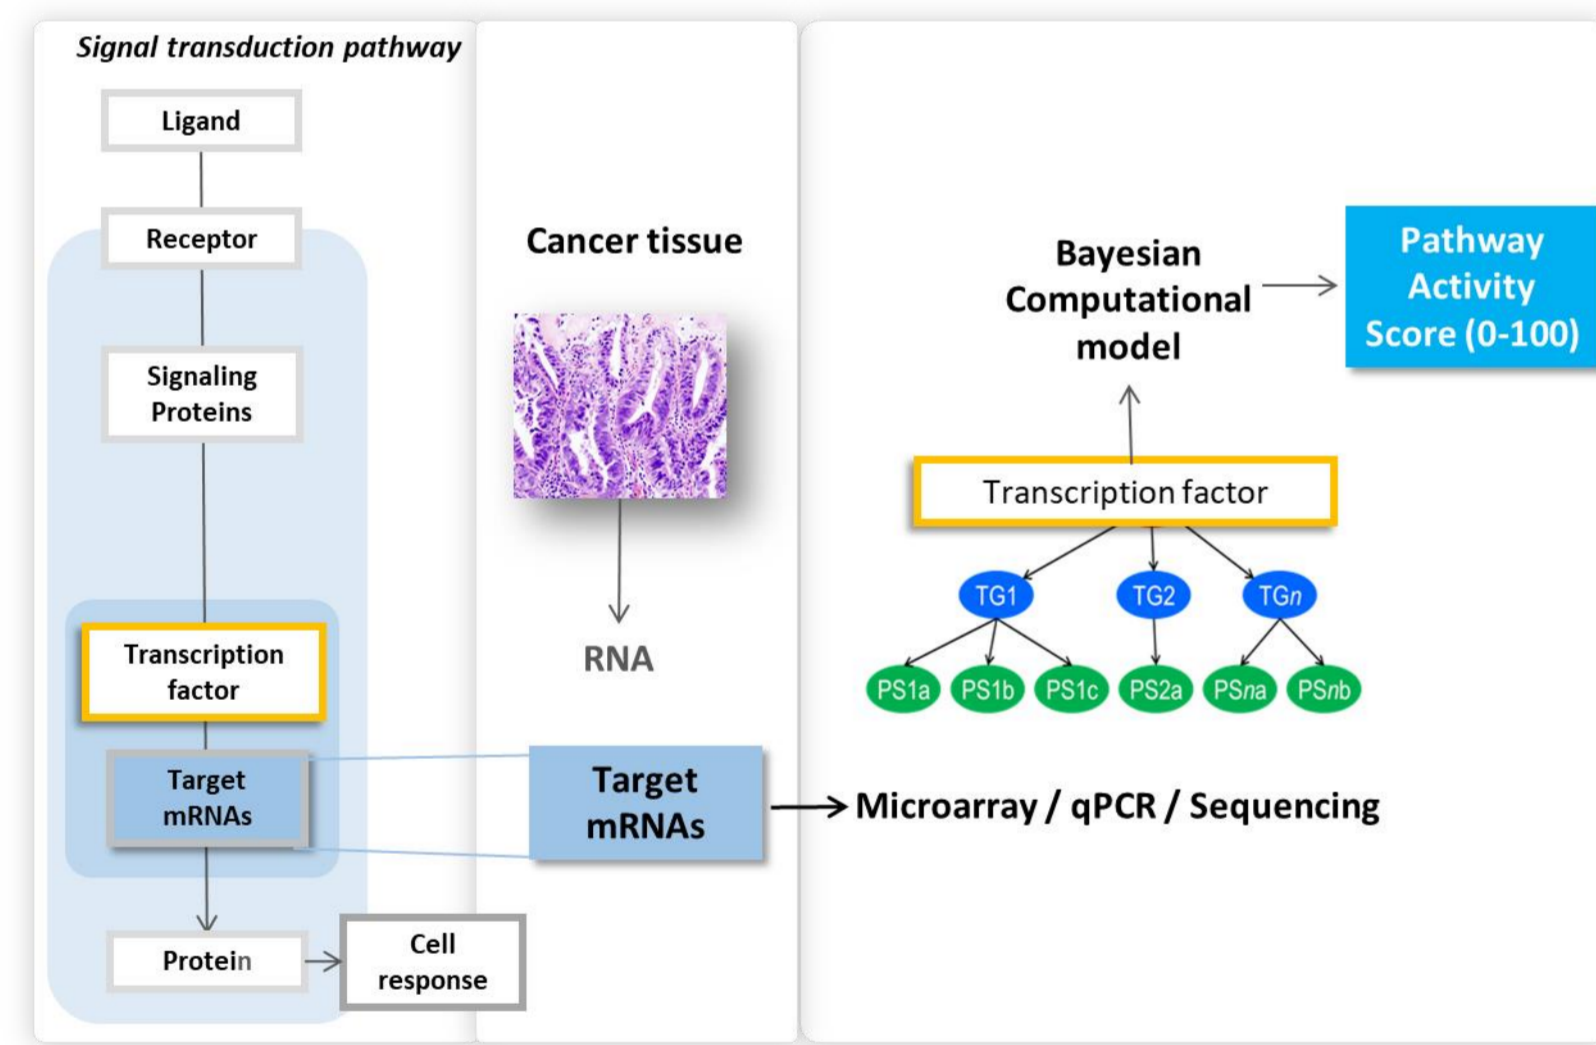 Signal transduction pathway
Ligand
Receptor
Signaling
Proteins
Transcription
factor
Target
mRNAs
Protein
Cell
response
Cancer tissue
RNA
Target
mRNAs
Bayesian
Computational
model
Pathway
Activity
Score (0-100)
Transcription factor
TG1 TG2 TGn
PS1a PS1b PS1c PS2a PSna PSnb
Microarray / qPCR / Sequencing